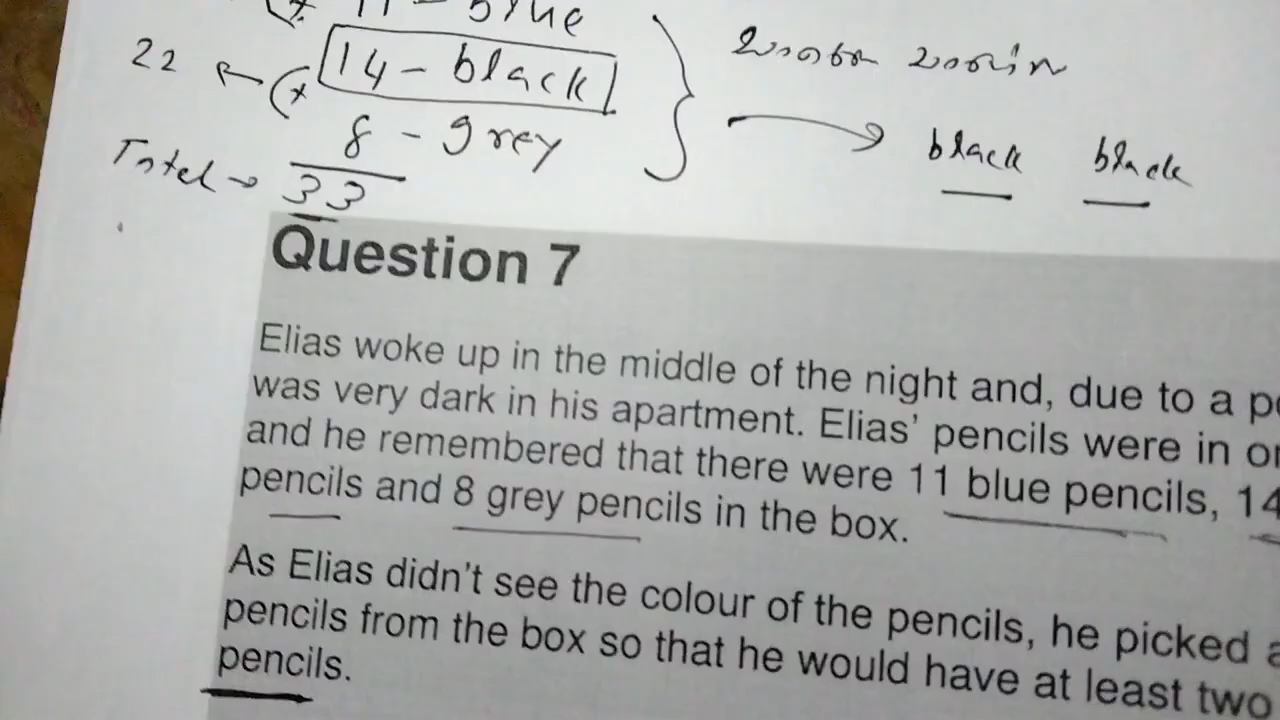 11 - blue
14 - black
22
8 - grey
Total → 33
black black
Question 7
Elias woke up in the middle of the night and, due to a
was very dark in his apartment. Elias' pencils were in
and he remembered that there were 11 blue pencils, 14
pencils and 8 grey pencils in the box.
As Elias didn't see the colour of the pencils, he picked
pencils from the box so that he would have at least two
pencils.